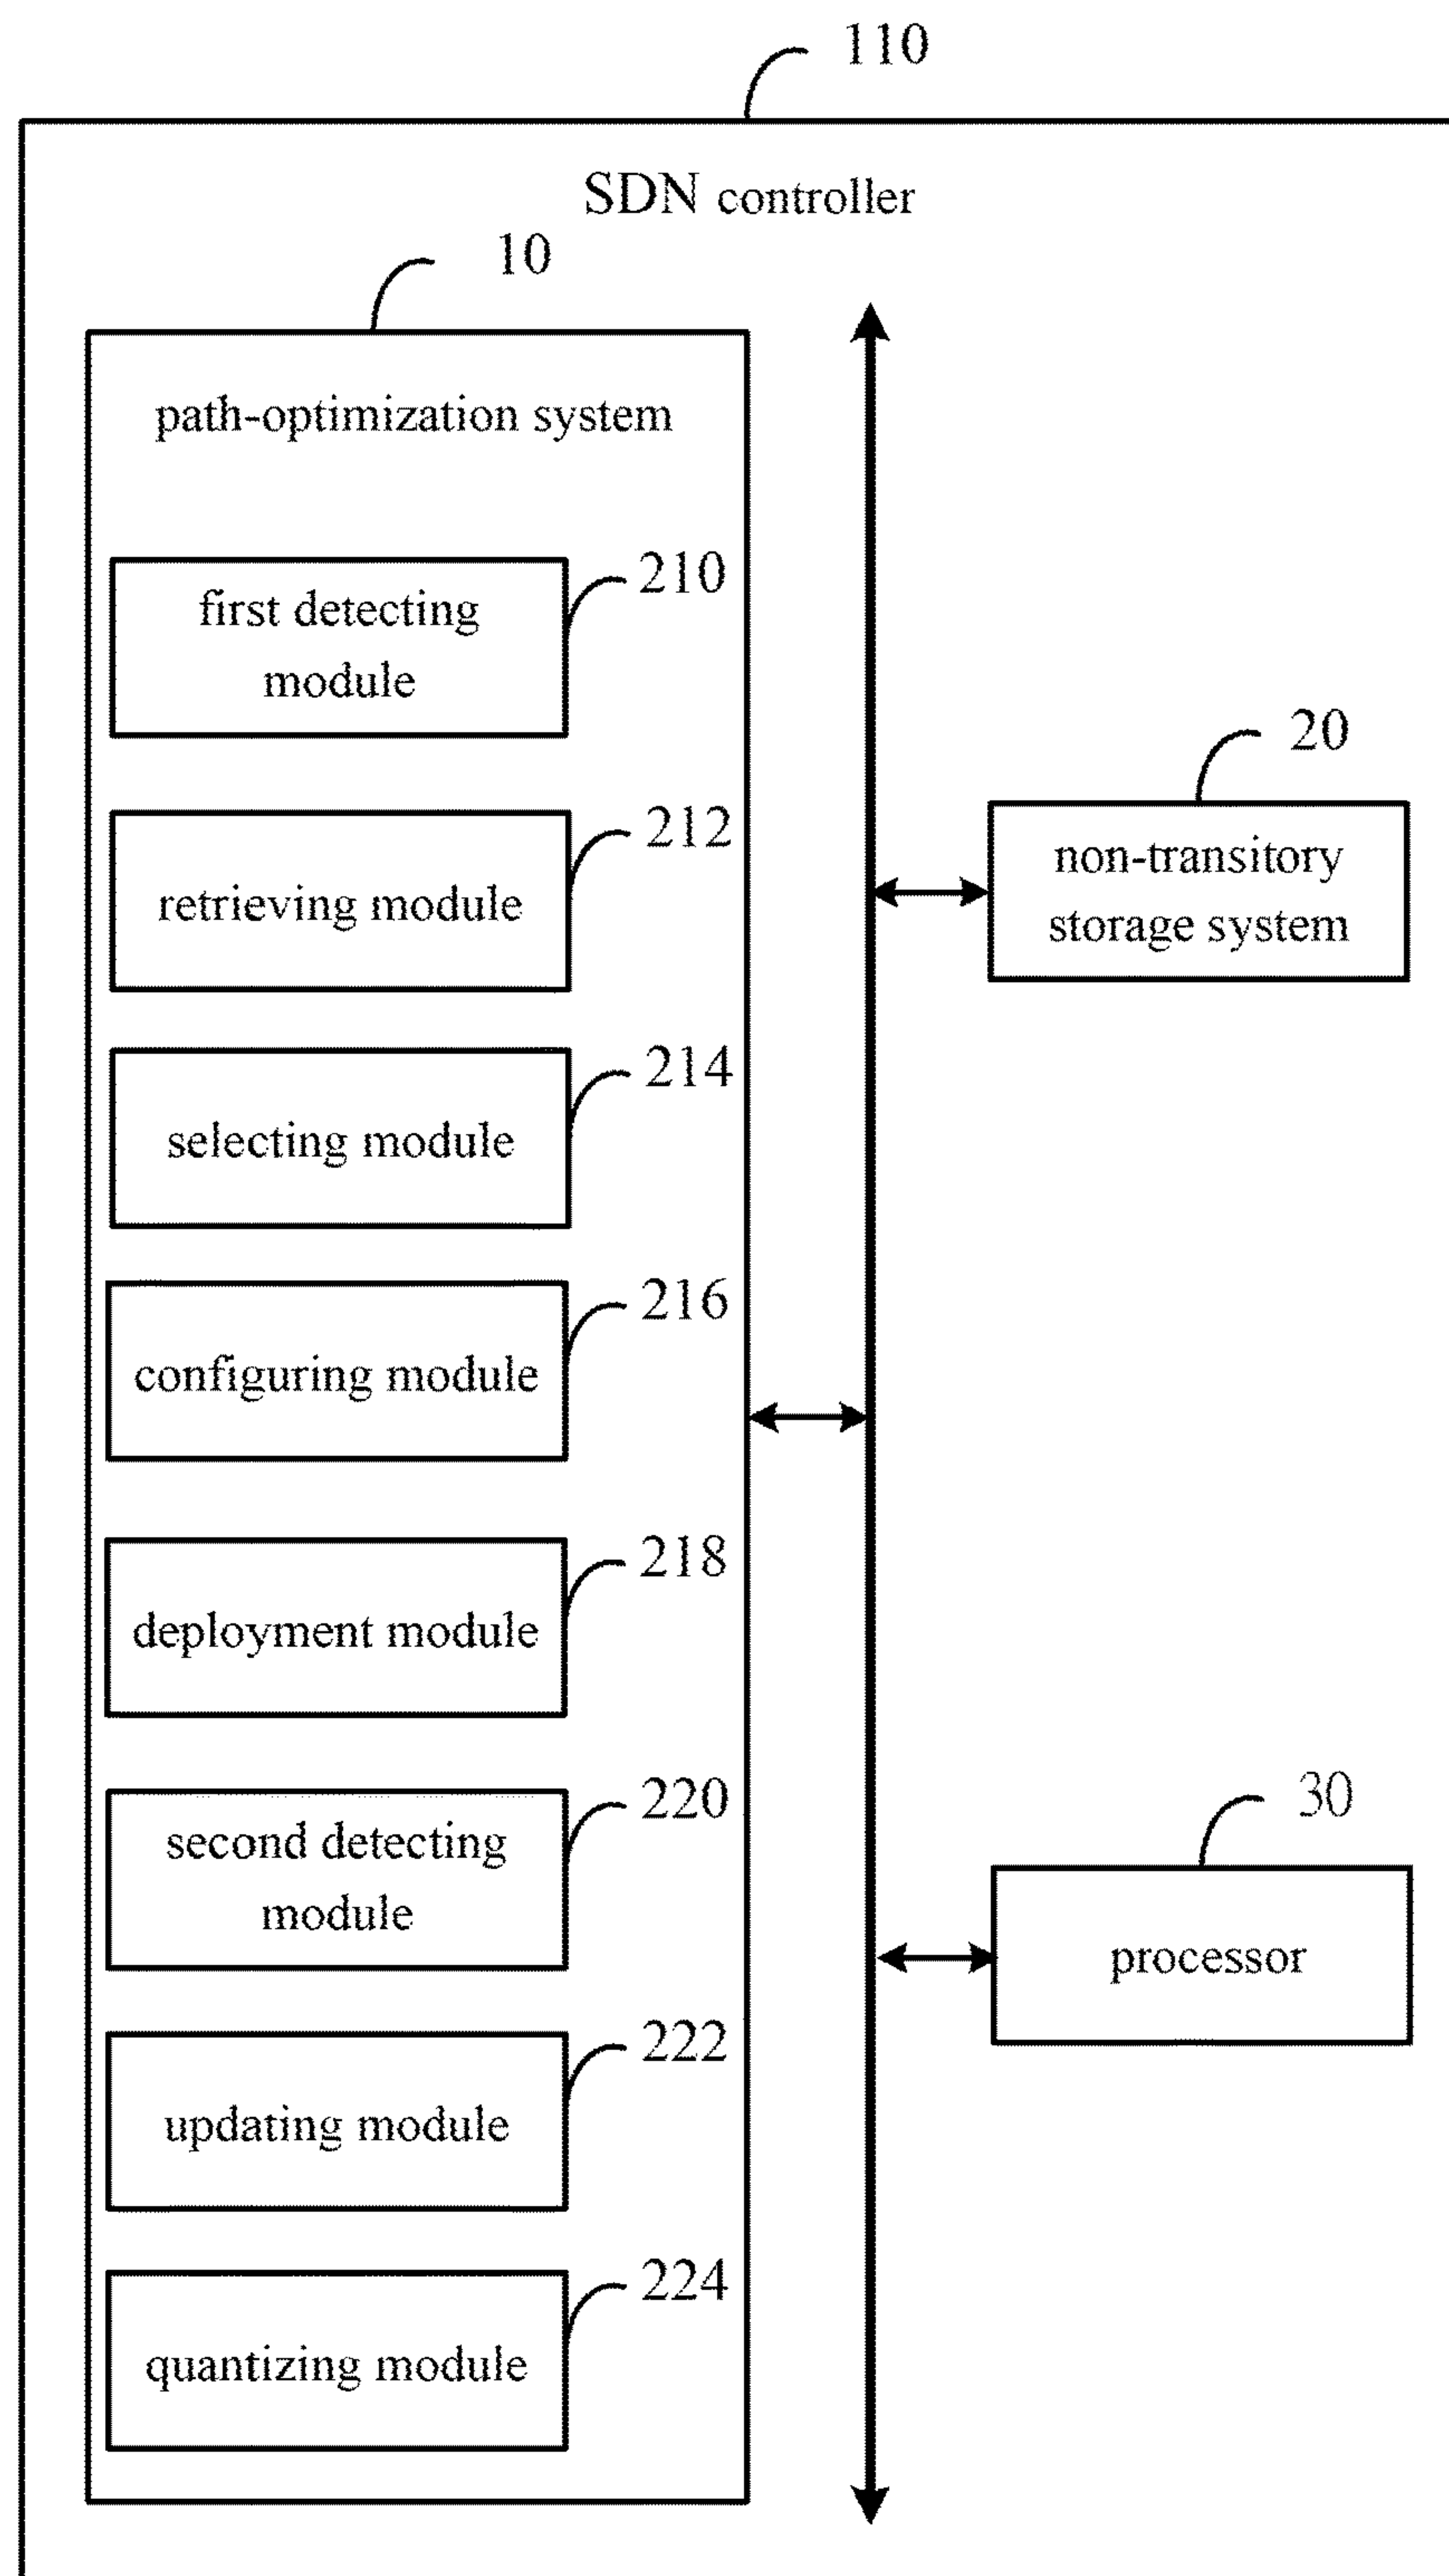 110
SDN controller
10
path-optimization system
210
first detecting
module
212
retrieving module
214
selecting module
216
configuring module
218
deployment module
220
second detecting
module
222
updating module
224
quantizing module
20
non-transitory
storage system
30
processor